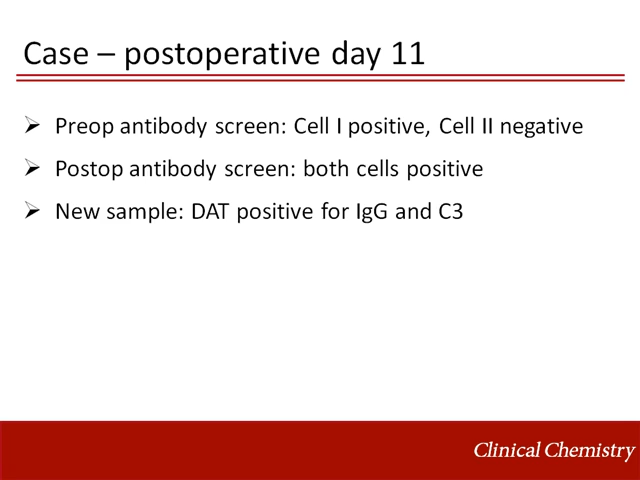 Case – postoperative day 11
➢ Preop antibody screen: Cell I positive, Cell II negative
➢ Postop antibody screen: both cells positive
➢ New sample: DAT positive for IgG and C3
Clinical Chemistry